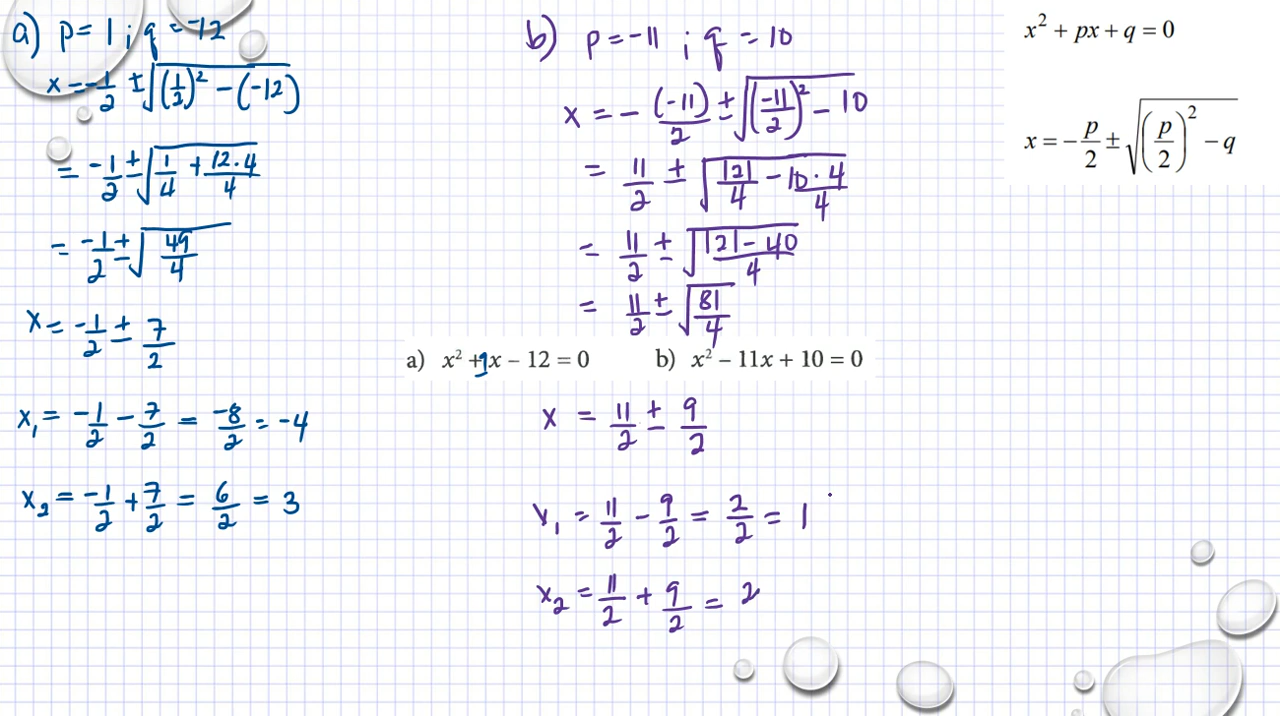 a) p = 1 ; q = -12
x = -1/2 ± √((1/2)² - (-12))
= -1/2 ± √(1/4 + 12·4/4)
= -1/2 ± √(49/4)
x = -1/2 ± 7/2
x₁ = -1/2 - 7/2 = -8/2 = -4
x₂ = -1/2 + 7/2 = 6/2 = 3
b) p = -11 ; q = 10
x = - (-11)/2 ± √((-11/2)² - 10)
= 11/2 ± √(121/4 - 10·4/4)
= 11/2 ± √((121 - 40)/4)
= 11/2 ± √(81/4)
a) x² + 1x - 12 = 0 b) x² - 11x + 10 = 0
x = 11/2 ± 9/2
x₁ = 11/2 - 9/2 = 2/2 = 1
x₂ = 11/2 + 9/2 = 2
x² + px + q = 0
x = -p/2 ± √((p/2)² - q)